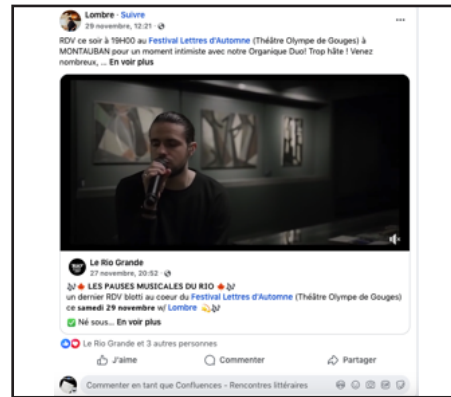 Lombre · Suivre
29 novembre, 12:21 ·
RDV ce soir à 19H00 au Festival Lettres d'Automne (Théâtre Olympe de Gouges) à
MONTAUBAN pour un moment intimiste avec notre Organique Duo! Trop hâte ! Venez
nombreux, ... En voir plus
Le Rio Grande
27 novembre, 20:52 ·
🎶🍁 LES PAUSES MUSICALES DU RIO 🍁🎶
un dernier RDV blotti au coeur du Festival Lettres d'Automne (Théâtre Olympe de Gouges)
ce samedi 29 novembre w/ Lombre 💫🎶
✅ Né sous... En voir plus
Le Rio Grande et 3 autres personnes
J'aime
Commenter
Partager
Commenter en tant que Confluences - Rencontres littéraires